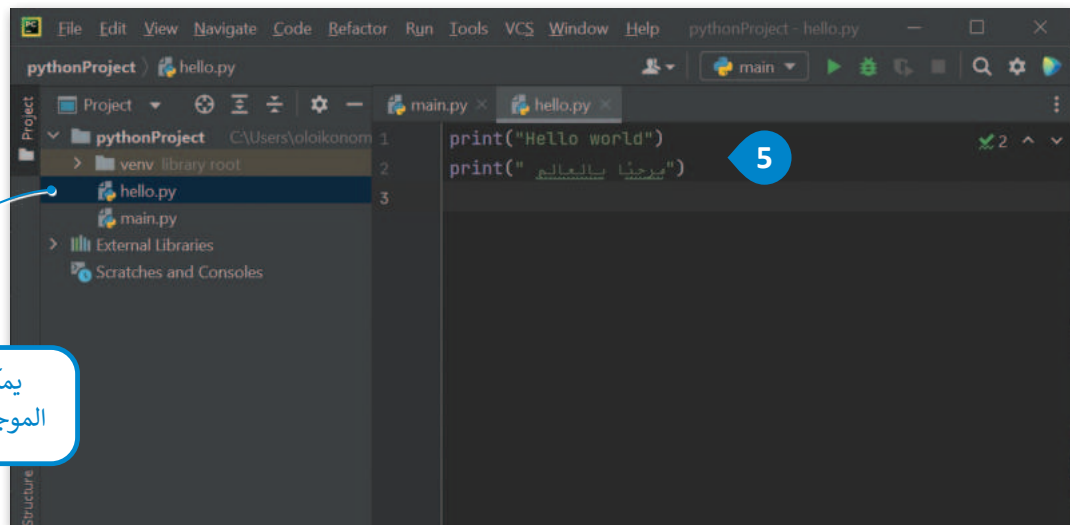 File Edit View Navigate Code Refactor Run Tools VCS Window Help pythonProject - hello.py
pythonProject hello.py main
Project Project main.py hello.py
pythonProject C:\Users\oloikonom 1 print("Hello world") 2
venv library root 2 print(" مرحبًا بالعالم") 5
hello.py 3
main.py
External Libraries
Scratches and Consoles
Structure